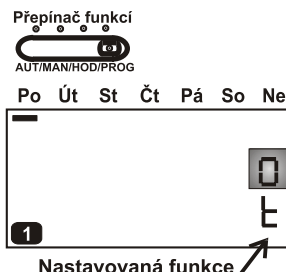 Přepínač funkcí
AUT/MAN/HOD/PROG
Po Út St Čt Pá So Ne
0
t
1
Nastavovaná funkce